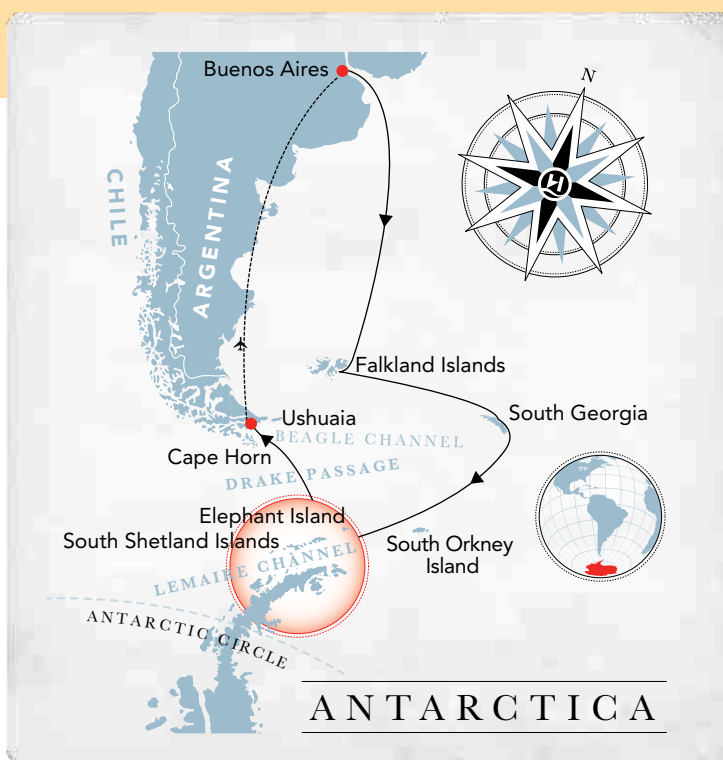 Buenos Aires
N
CHILE
ARGENTINA
Falkland Islands
South Georgia
Ushuaia
BEAGLE CHANNEL
Cape Horn
DRAKE PASSAGE
Elephant Island
South Shetland Islands
South Orkney
Island
LEMAIRE CHANNEL
ANTARCTIC CIRCLE
ANTARCTICA